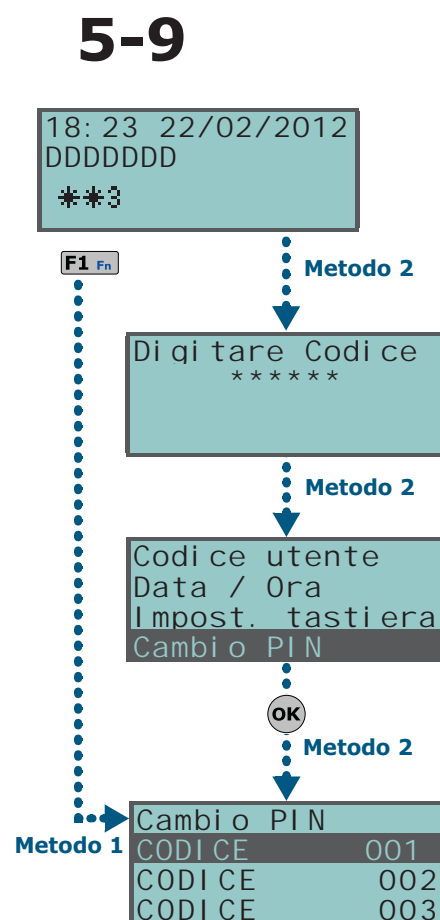 5-9
18:23 22/02/2012
DDDDDDD
**3
F1 Fn
Metodo 2
Digitare Codice
******
Metodo 2
Codice utente
Data / Ora
Impost. tastiera
Cambio PIN
OK
Metodo 2
Metodo 1
Cambio PIN
CODICE 001
CODICE 002
CODICE 003